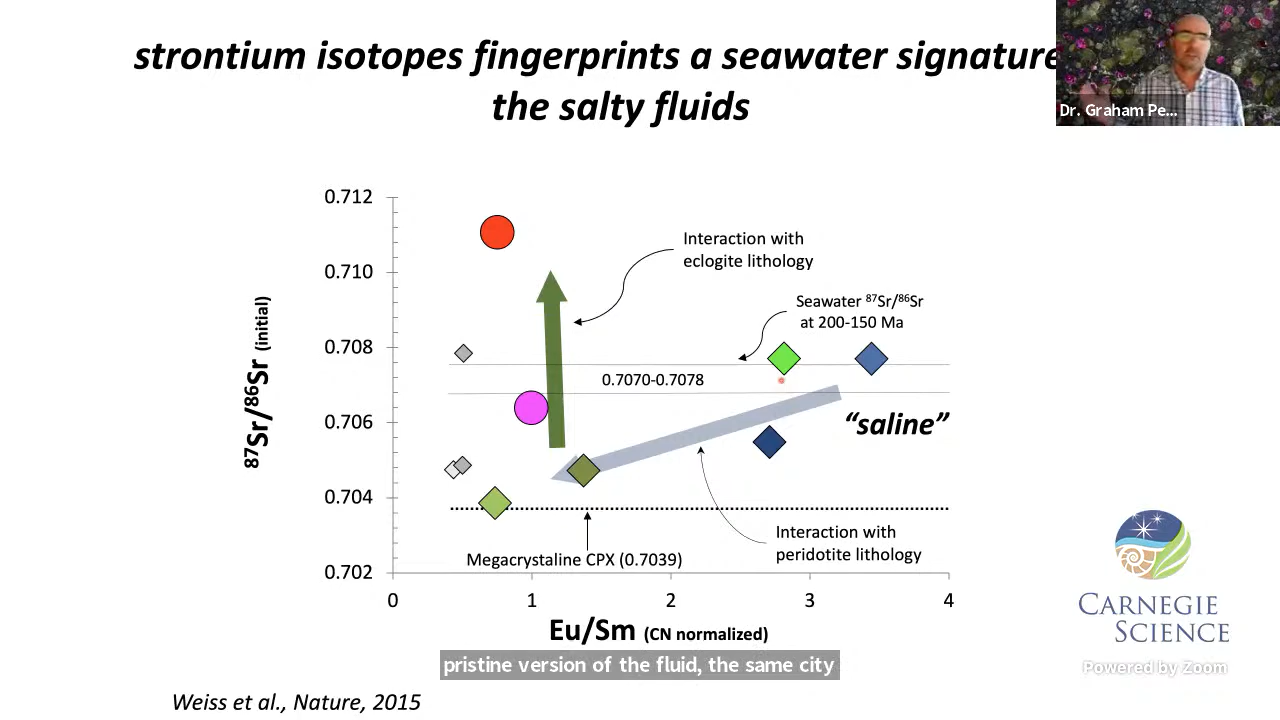 strontium isotopes fingerprints a seawater signature
the salty fluids
Dr. Graham Pe...
0.712
0.710
0.708
0.706
0.704
0.702
87Sr/86Sr (initial)
Interaction with
eclogite lithology
Seawater 87Sr/86Sr
at 200-150 Ma
0.7070-0.7078
"saline"
Megacrystaline CPX (0.7039)
Interaction with
peridotite lithology
0 1 2 3 4
Eu/Sm (CN normalized)
CARNEGIE
SCIENCE
pristine version of the fluid, the same city
Powered by Zoom
Weiss et al., Nature, 2015